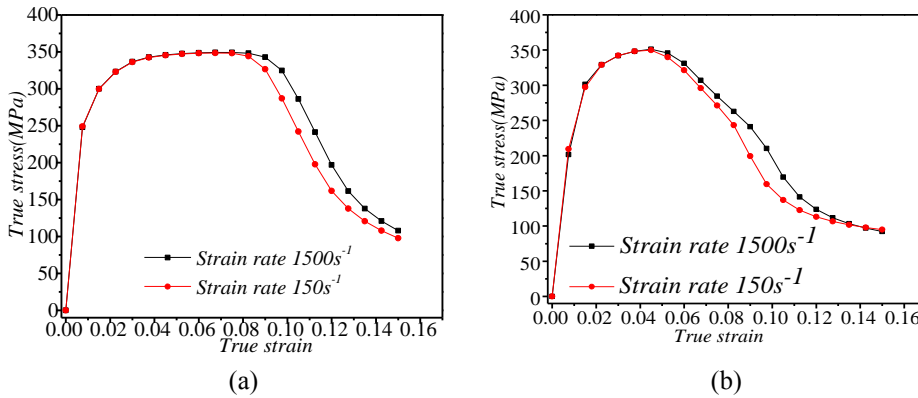 (a)
400
350
300
250
200
150
100
50
0
True stress(MPa)
Strain rate 1500s⁻¹
Strain rate 150s⁻¹
0.00 0.02 0.04 0.06 0.08 0.10 0.12 0.14 0.16
True strain
(a)
(b)
400
350
300
250
200
150
100
50
0
True stress(MPa)
Strain rate 1500s⁻¹
Strain rate 150s⁻¹
0.00 0.02 0.04 0.06 0.08 0.10 0.12 0.14 0.16
True strain
(b)